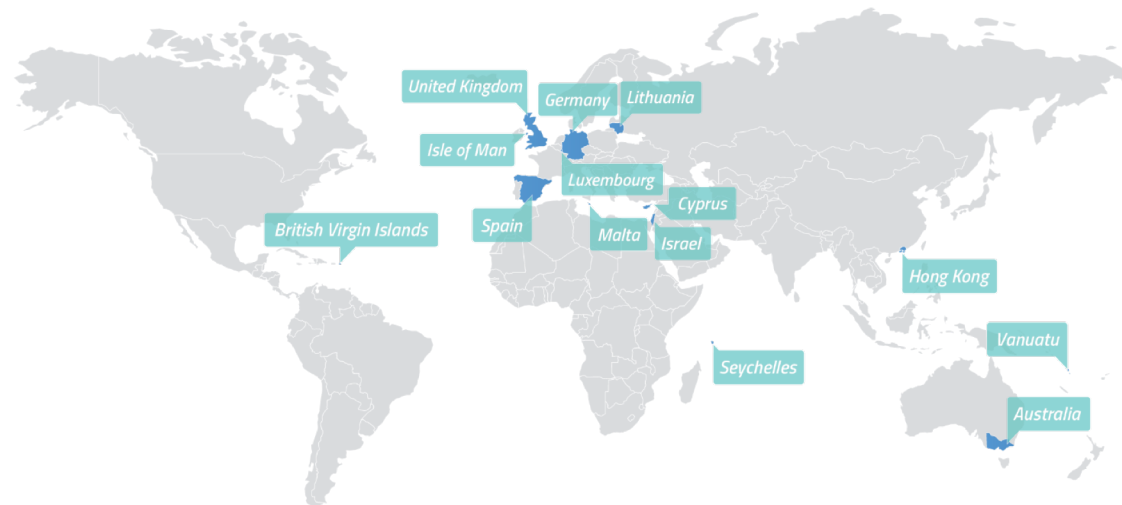 United Kingdom
Germany
Lithuania
Isle of Man
Luxembourg
Spain
Malta
Cyprus
Israel
British Virgin Islands
Hong Kong
Seychelles
Vanuatu
Australia